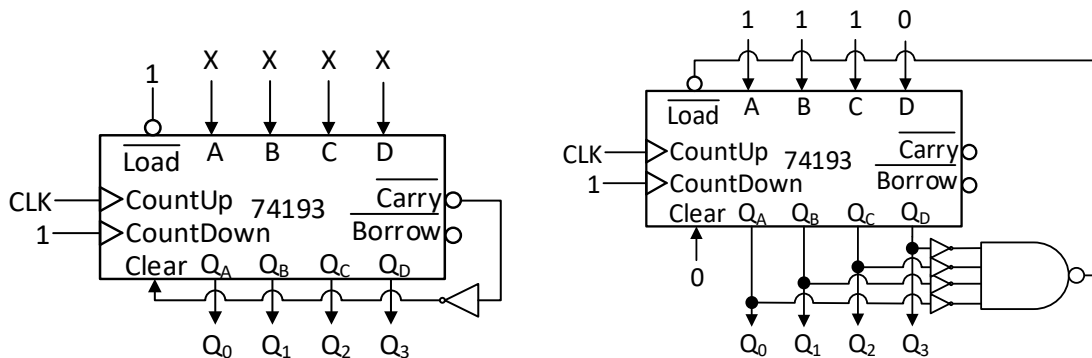 1 X X X X
Load A B C D
CLK CountUp 74193 Carry
1 CountDown Borrow
Clear QA QB QC QD
Q0 Q1 Q2 Q3
1 1 1 0
Load A B C D
CLK CountUp 74193 Carry
1 CountDown Borrow
Clear QA QB QC QD
0
Q0 Q1 Q2 Q3